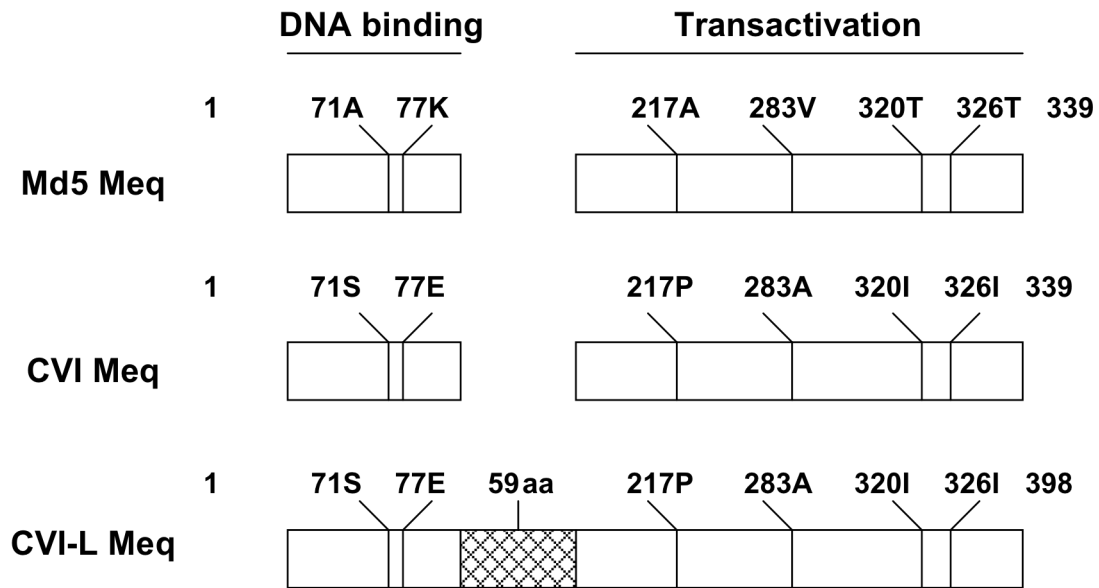 DNA binding Transactivation
1 71A 77K 217A 283V 320T 326T 339
Md5 Meq
1 71S 77E 217P 283A 320I 326I 339
CVI Meq
1 71S 77E 59aa 217P 283A 320I 326I 398
CVI-L Meq